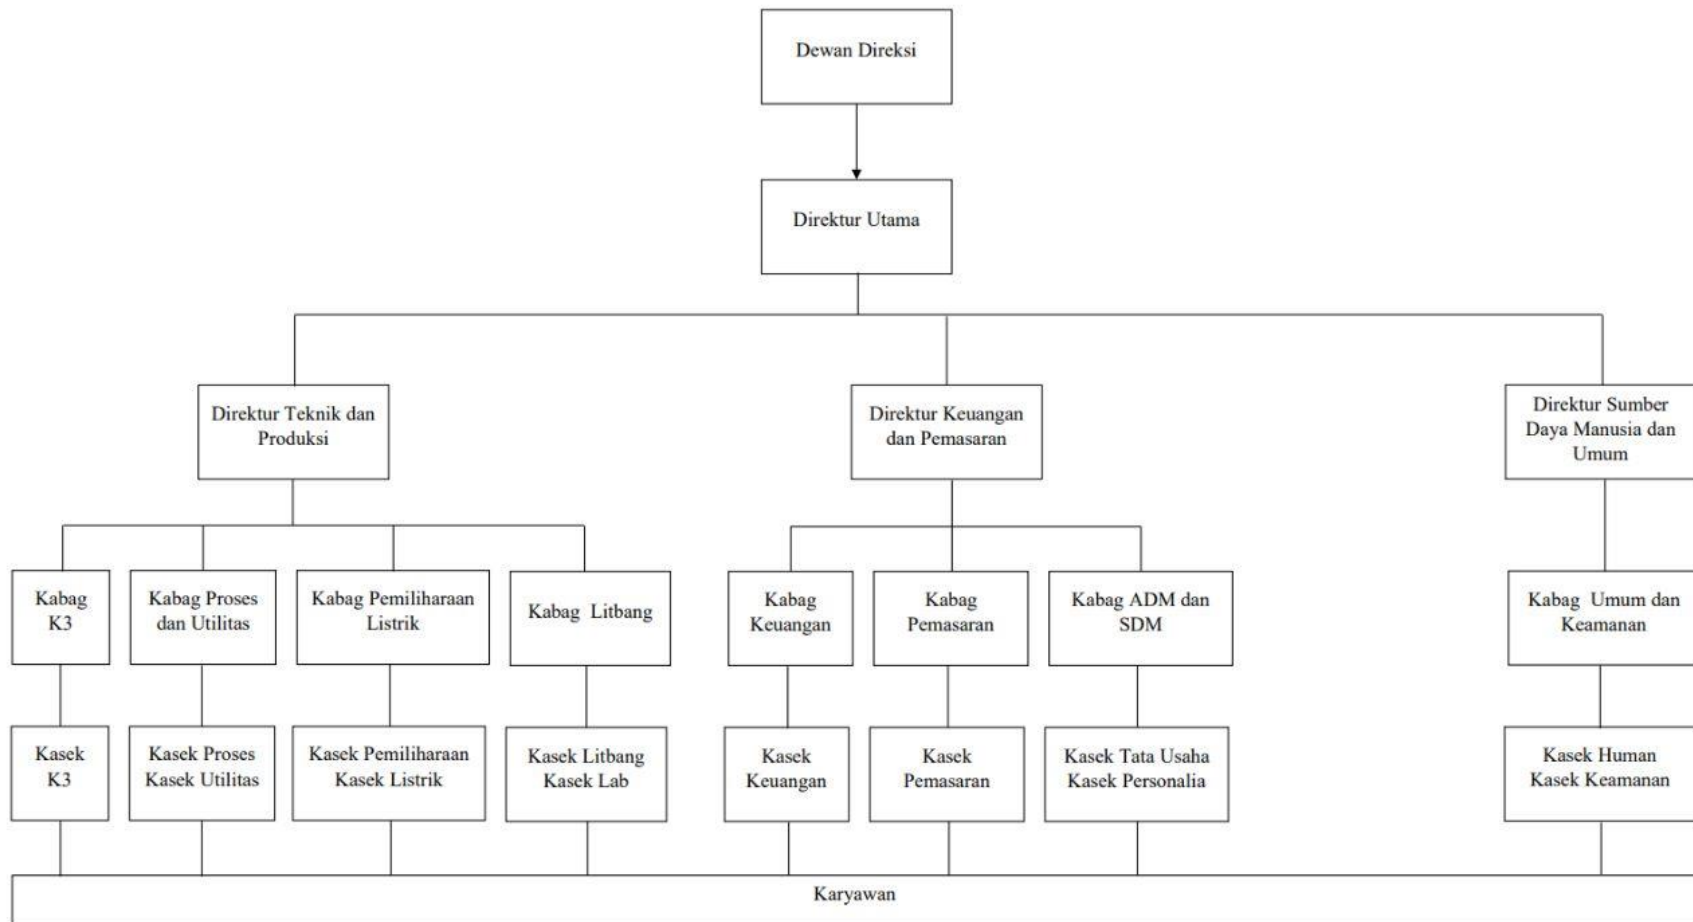 Dewan Direksi
Direktur Utama
Direktur Teknik dan
Produksi
Direktur Keuangan
dan Pemasaran
Direktur Sumber
Daya Manusia dan
Umum
Kabag
K3
Kabag Proses
dan Utilitas
Kabag Pemiliharaan
Listrik
Kabag Litbang
Kabag
Keuangan
Kabag
Pemasaran
Kabag ADM dan
SDM
Kabag Umum dan
Keamanan
Kasek
K3
Kasek Proses
Kasek Utilitas
Kasek Pemiliharaan
Kasek Listrik
Kasek Litbang
Kasek Lab
Kasek
Keuangan
Kasek
Pemasaran
Kasek Tata Usaha
Kasek Personalia
Kasek Human
Kasek Keamanan
Karyawan